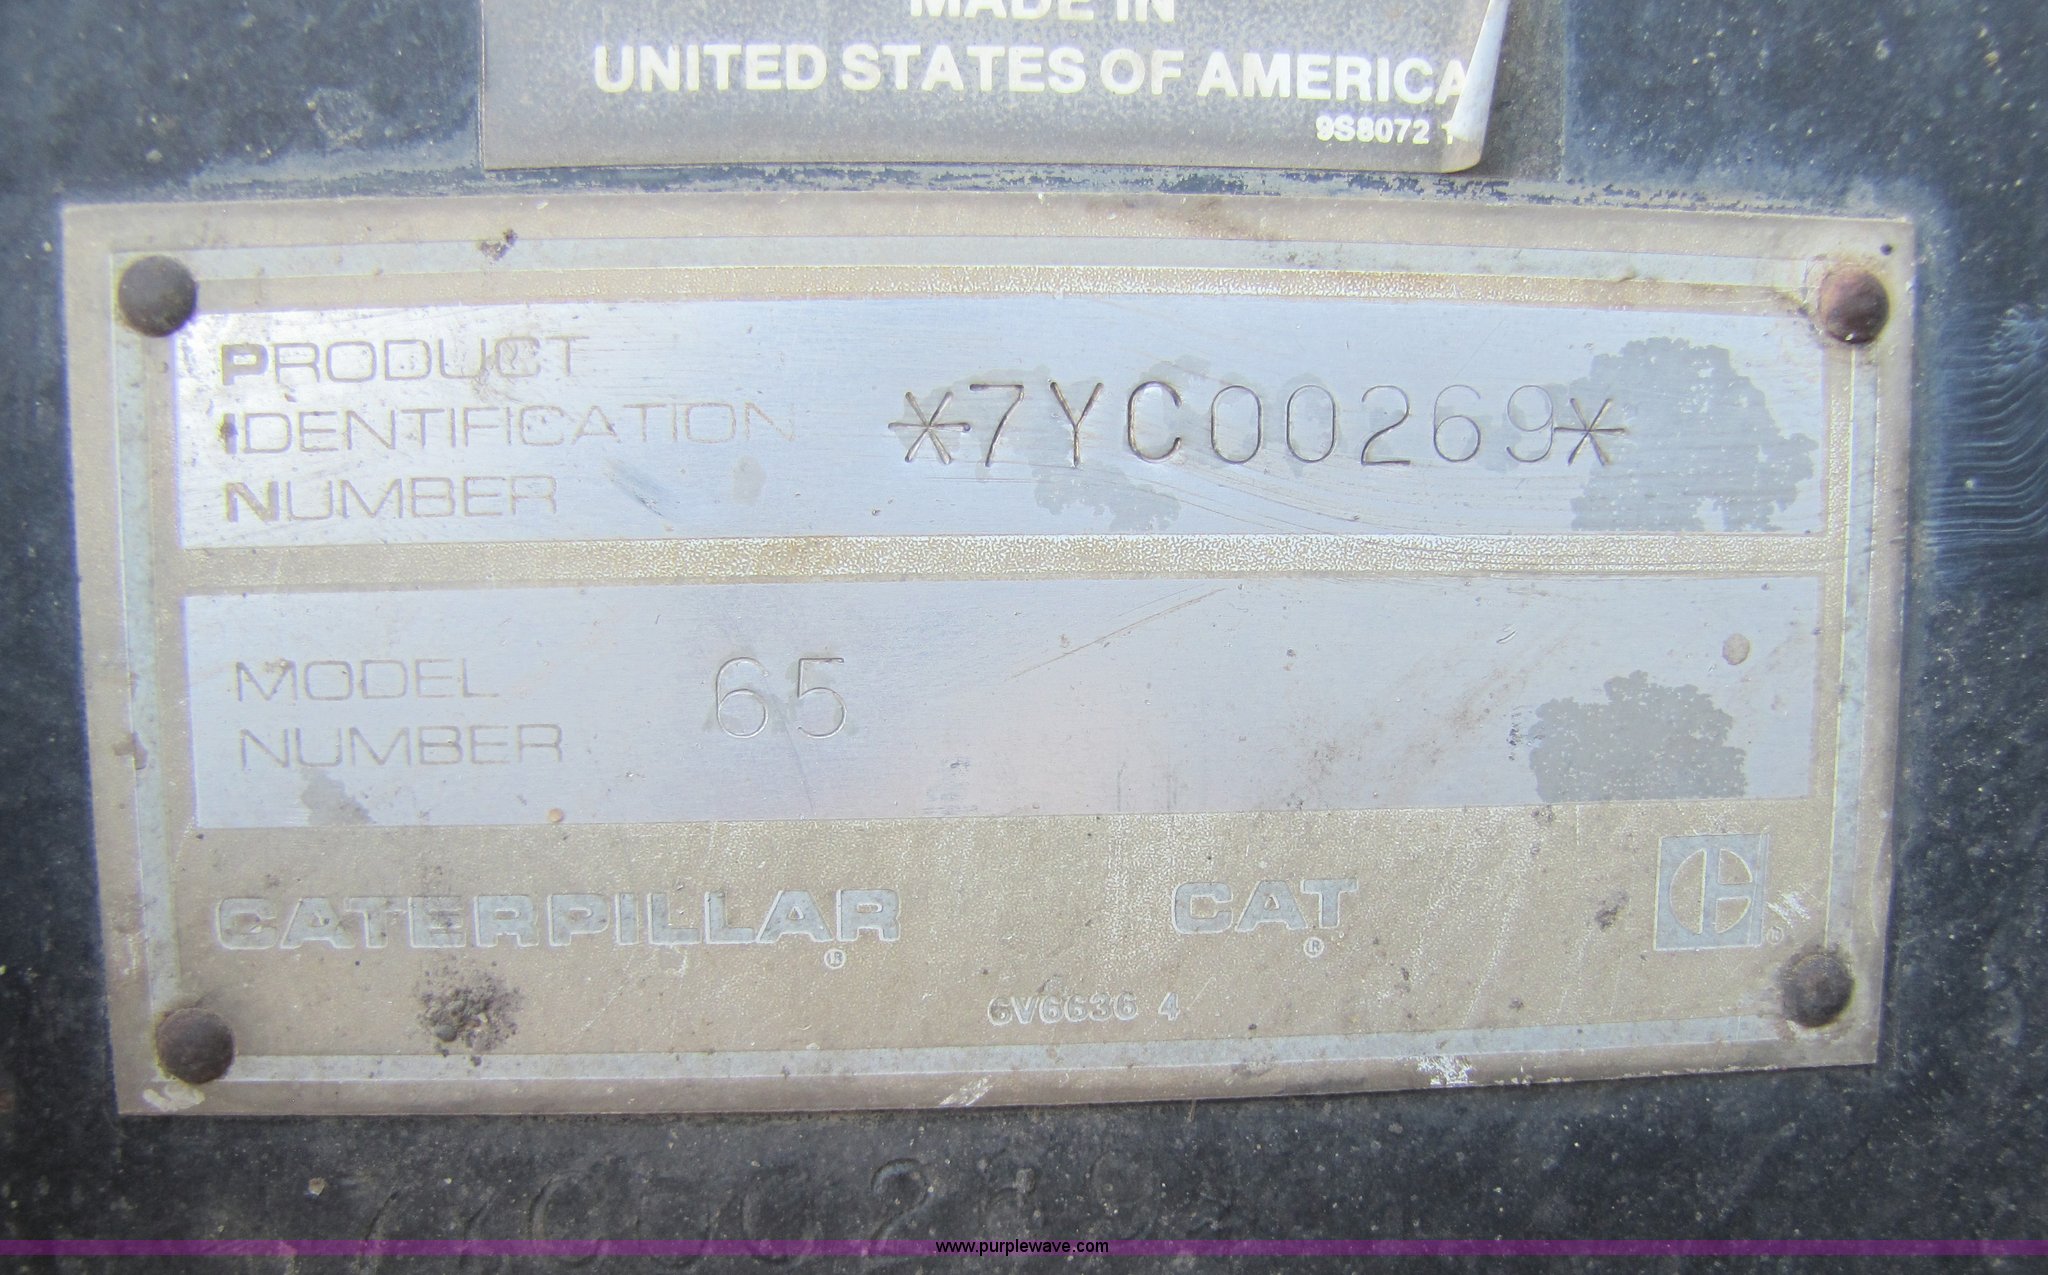 MADE IN
UNITED STATES OF AMERICA
9S8072
PRODUCT
IDENTIFICATION
NUMBER
*7YC00269*
MODEL
NUMBER
65
CATERPILLAR®
CAT®
6V6636 4
www.purplewave.com